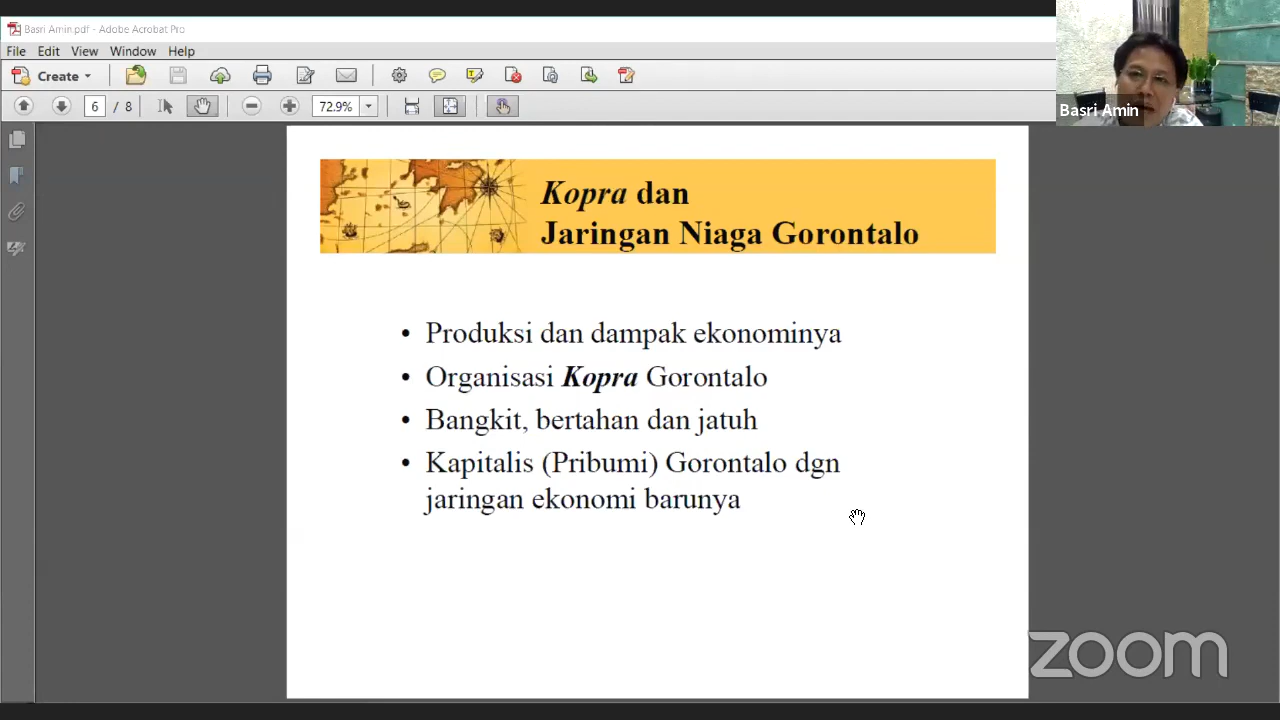 Basri Amin.pdf - Adobe Acrobat Pro
File Edit View Window Help
Create
6 / 8 72.9%
Basri Amin
Kopra dan
Jaringan Niaga Gorontalo
• Produksi dan dampak ekonominya
• Organisasi Kopra Gorontalo
• Bangkit, bertahan dan jatuh
• Kapitalis (Pribumi) Gorontalo dgn
jaringan ekonomi barunya
zoom